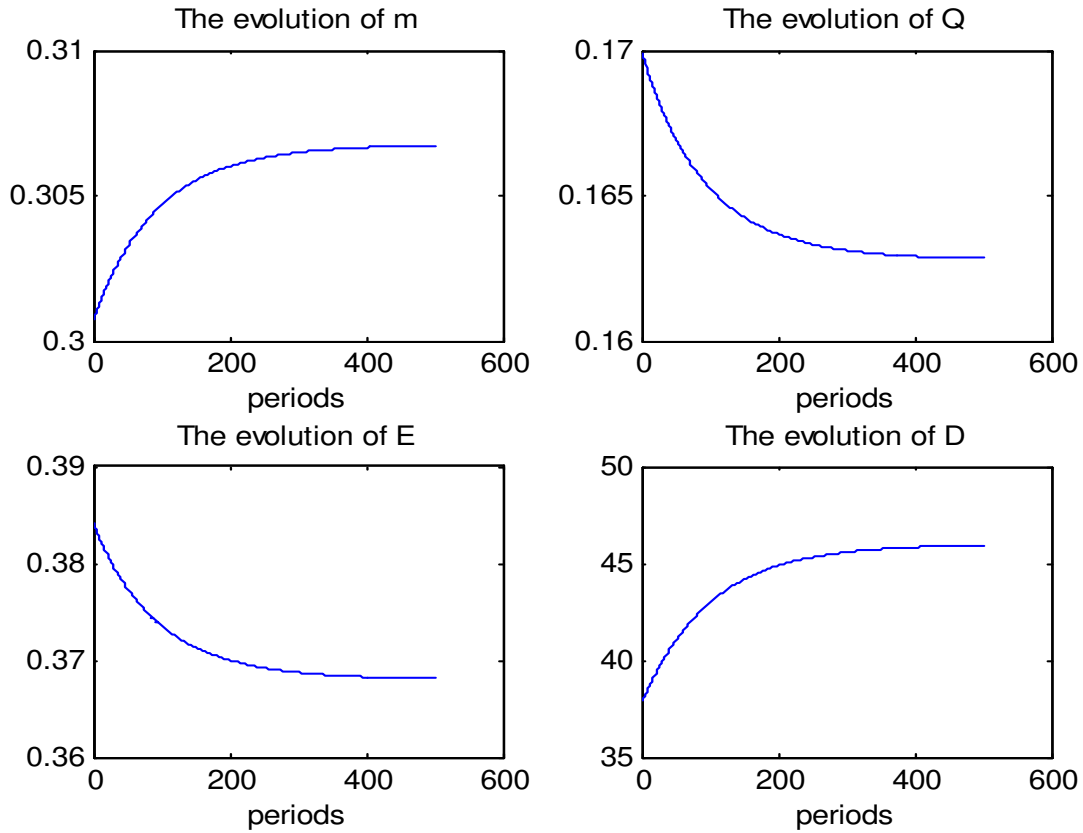 The evolution of m
0.31
0.305
0.3
0 200 400 600
periods
The evolution of Q
0.17
0.165
0.16
0 200 400 600
periods
The evolution of E
0.39
0.38
0.37
0.36
0 200 400 600
periods
The evolution of D
50
45
40
35
0 200 400 600
periods